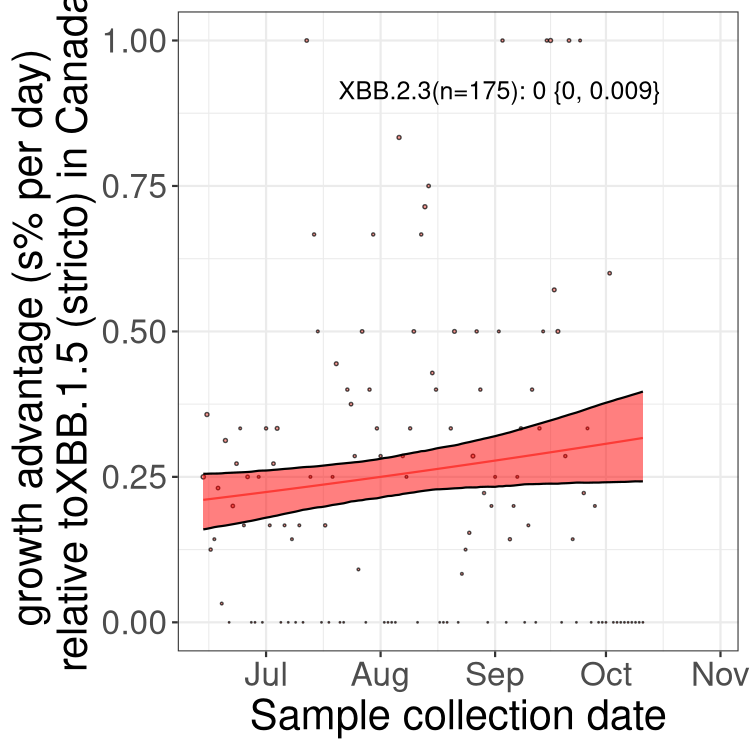 growth advantage (s% per day)
relative toXBB.1.5 (stricto) in Canada
1.00
XBB.2.3(n=175): 0 {0, 0.009}
0.75
0.50
0.25
0.00
Jul Aug Sep Oct Nov
Sample collection date